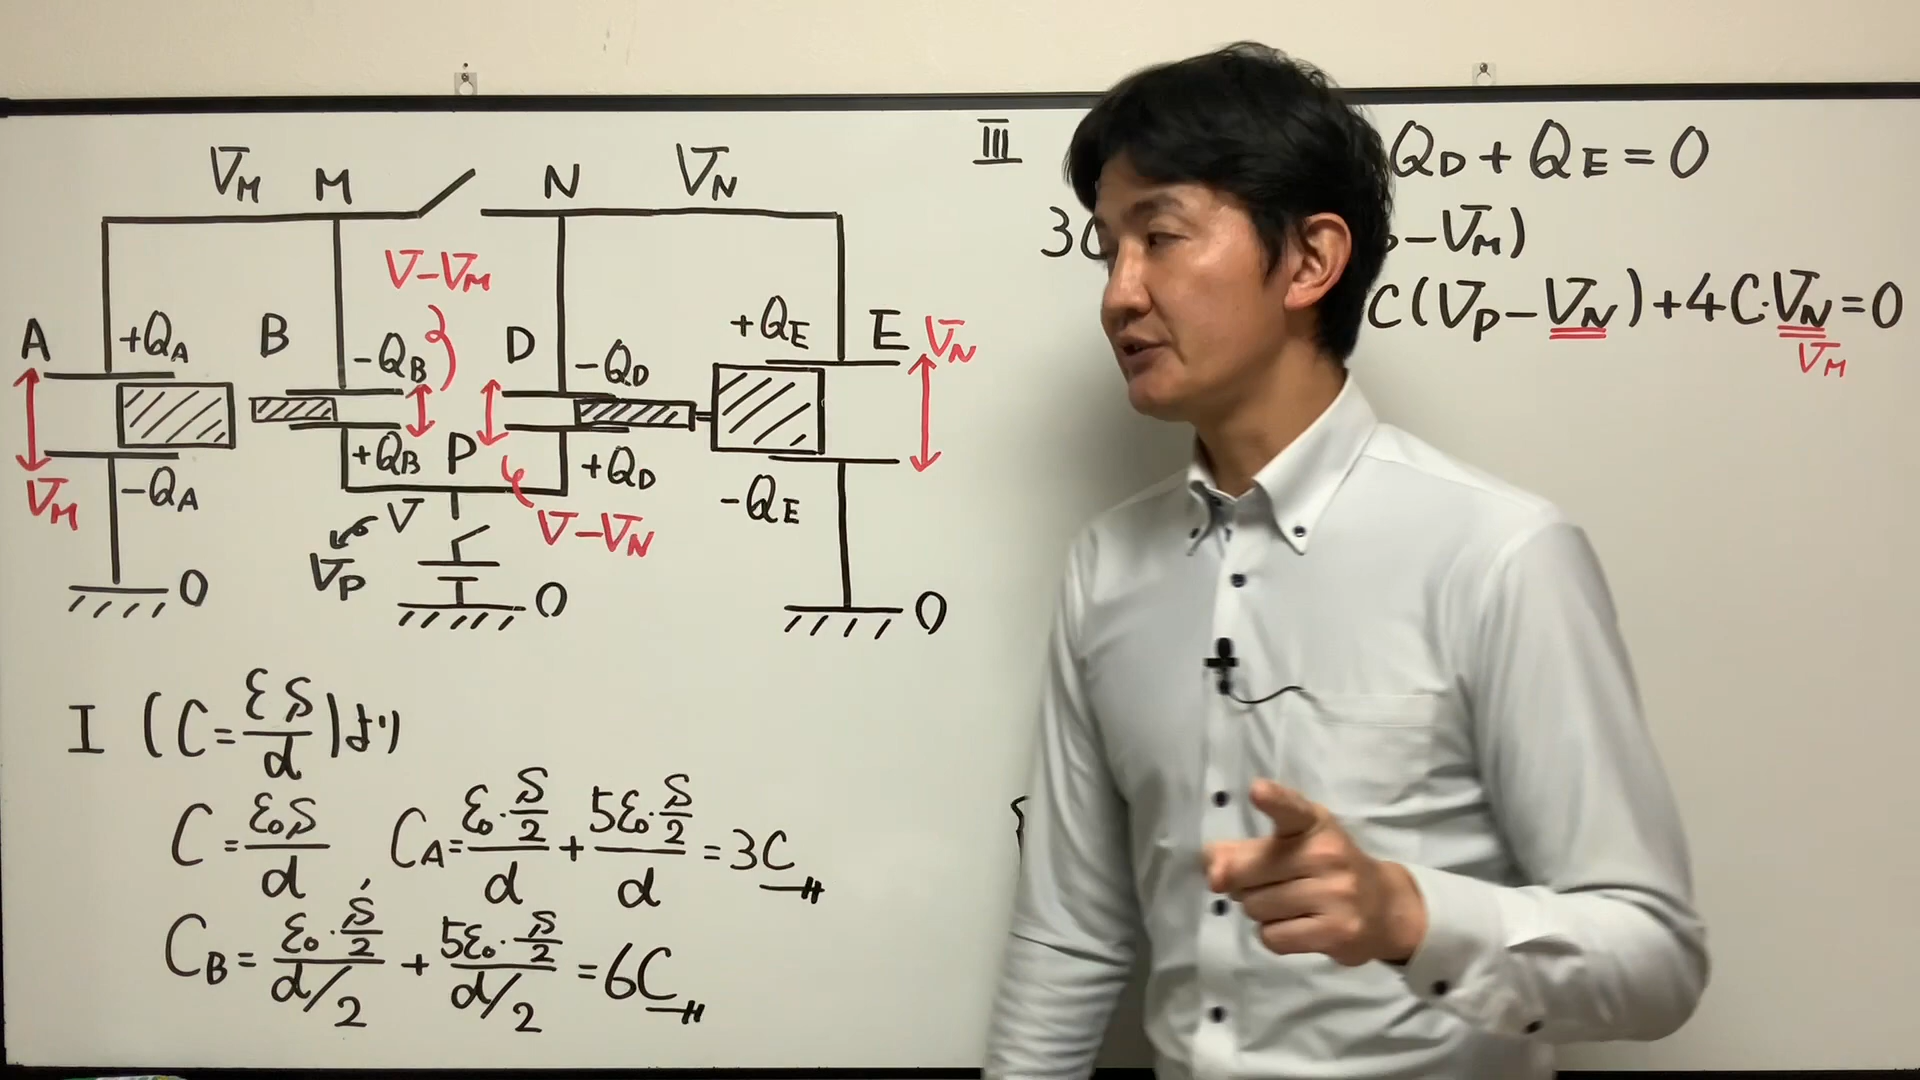 V_M M N V_N
V-V_M
A +Q_A B -Q_B D -Q_D +Q_E E V_N
V_M -Q_A +Q_B P +Q_D -Q_E
V V-V_N
V_P
0 0 0
I (C=εS/d)より
C=ε₀S/d C_A=(ε₀·S/2)/d+(5ε₀·S/2)/d=3C
C_B=(ε₀·S/2)/(d/2)+(5ε₀·S/2)/(d/2)=6C
III Q_D+Q_E=0
3C -V_M)
C(V_P-V_N)+4C·V_N=0
V_M